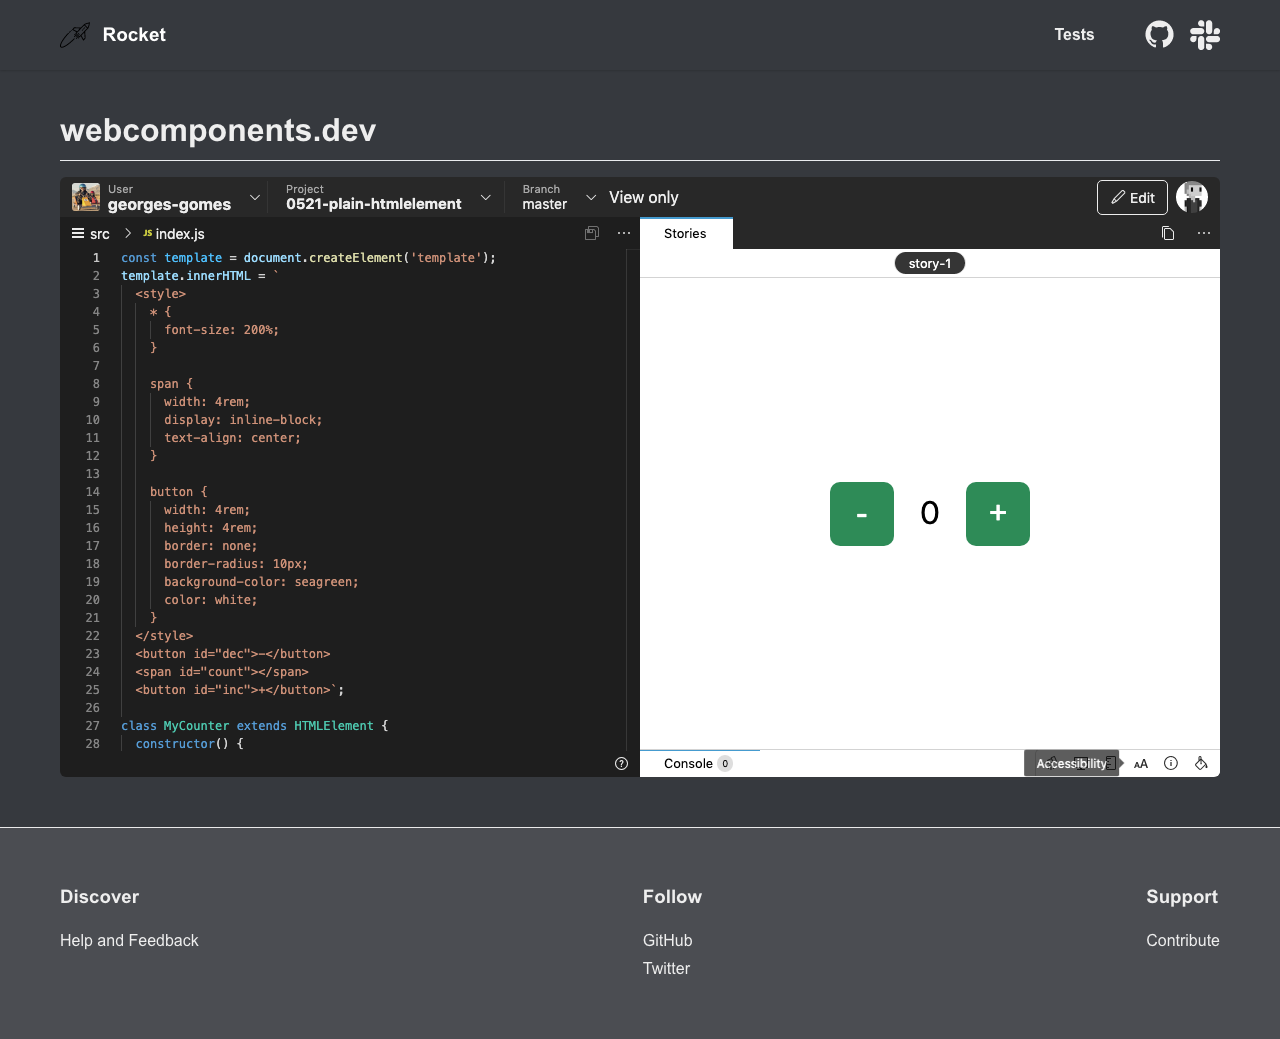 Rocket
Tests
webcomponents.dev
User
georges-gomes
Project
0521-plain-htmlelement
Branch
master
View only
Edit
src
JS index.js
Stories
story-1
1 const template = document.createElement('template');
2 template.innerHTML = `
3 <style>
4 * {
5 font-size: 200%;
6 }
7
8 span {
9 width: 4rem;
10 display: inline-block;
11 text-align: center;
12 }
13
14 button {
15 width: 4rem;
16 height: 4rem;
17 border: none;
18 border-radius: 10px;
19 background-color: seagreen;
20 color: white;
21 }
22 </style>
23 <button id="dec">-</button>
24 <span id="count"></span>
25 <button id="inc">+</button>`;
26
27 class MyCounter extends HTMLElement {
28 constructor() {
- 0 +
Console 0
Accessibility
AA
Discover
Help and Feedback
Follow
GitHub
Twitter
Support
Contribute